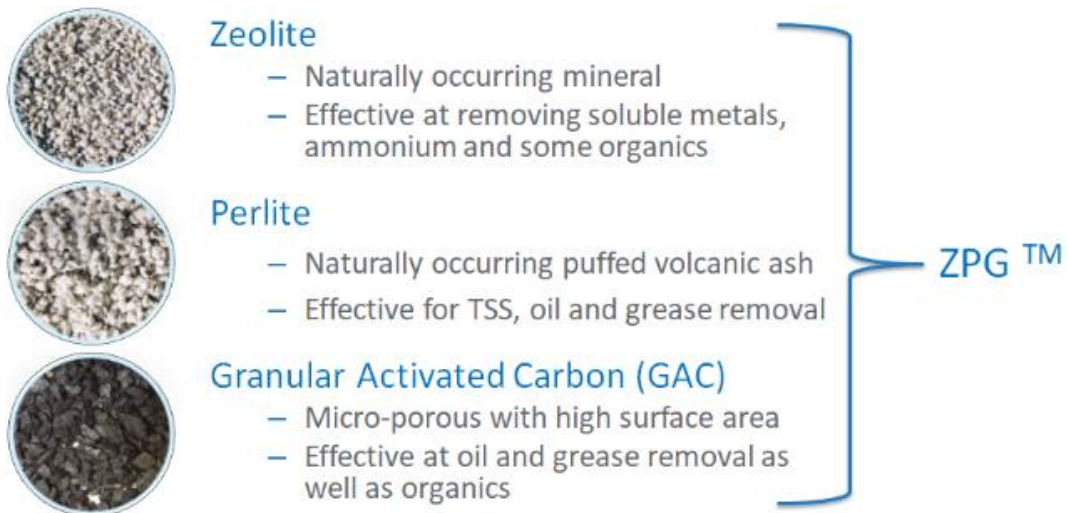 Zeolite
– Naturally occurring mineral
– Effective at removing soluble metals,
ammonium and some organics
Perlite
– Naturally occurring puffed volcanic ash
– Effective for TSS, oil and grease removal
ZPG ™
Granular Activated Carbon (GAC)
– Micro-porous with high surface area
– Effective at oil and grease removal as
well as organics